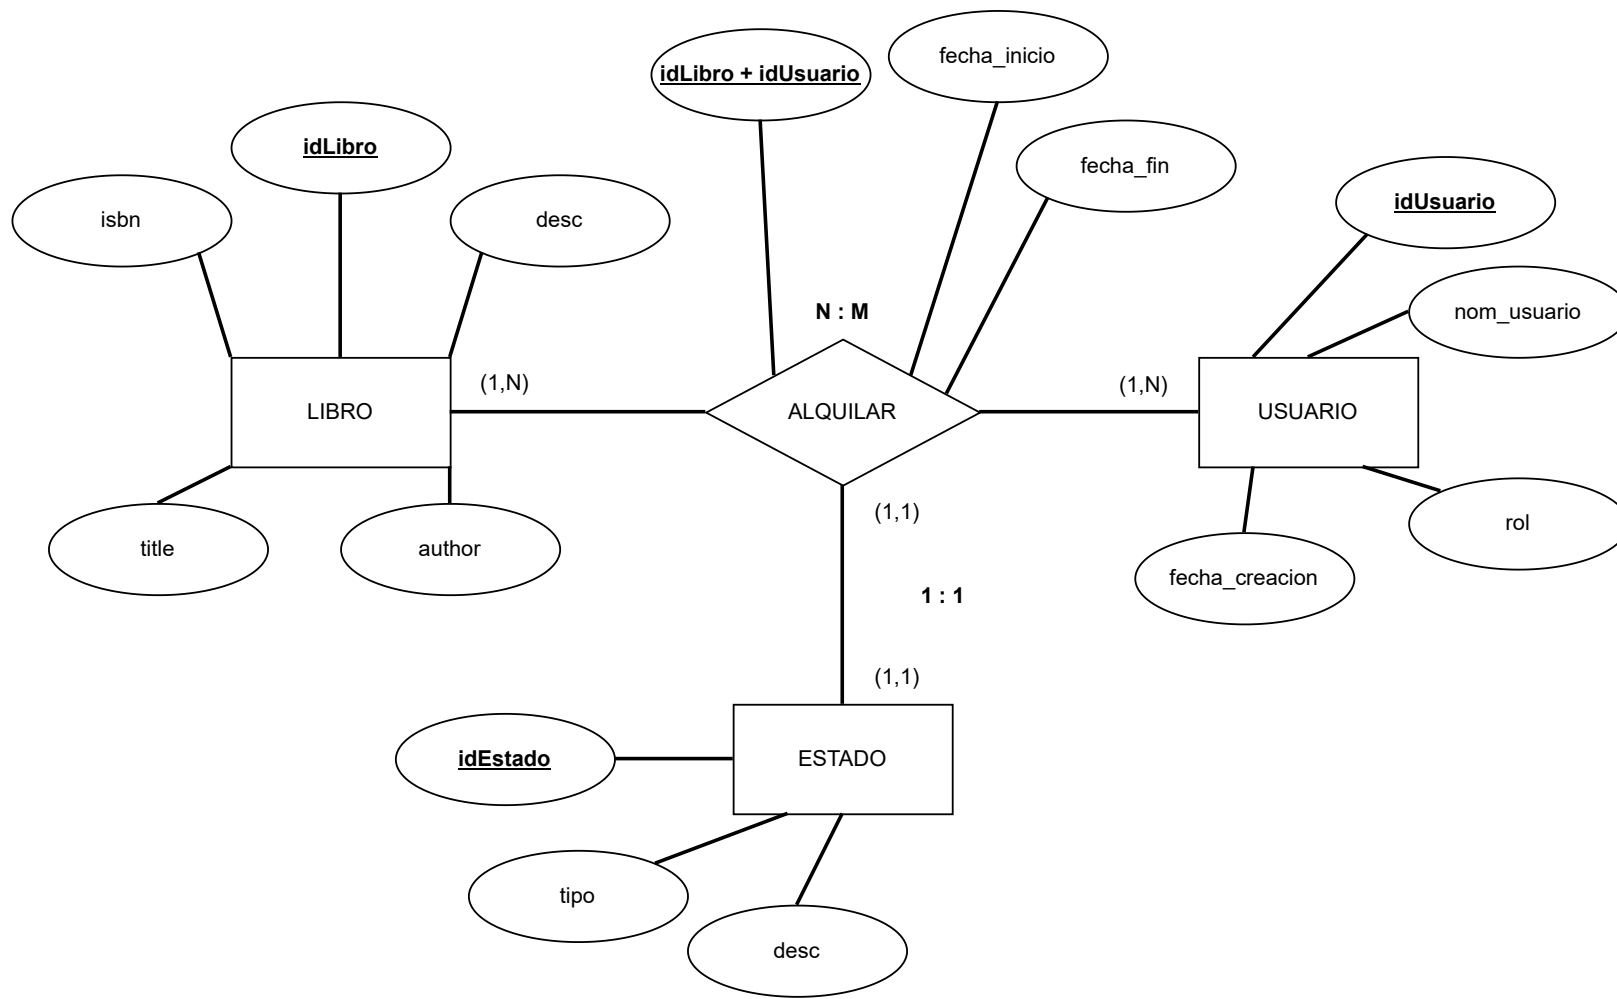 fecha_inicio
idLibro + idUsuario
idLibro
fecha_fin
idUsuario
isbn
desc
nom_usuario
N : M
(1,N)
(1,N)
LIBRO
ALQUILAR
USUARIO
(1,1)
rol
title
author
fecha_creacion
1 : 1
(1,1)
idEstado
ESTADO
tipo
desc